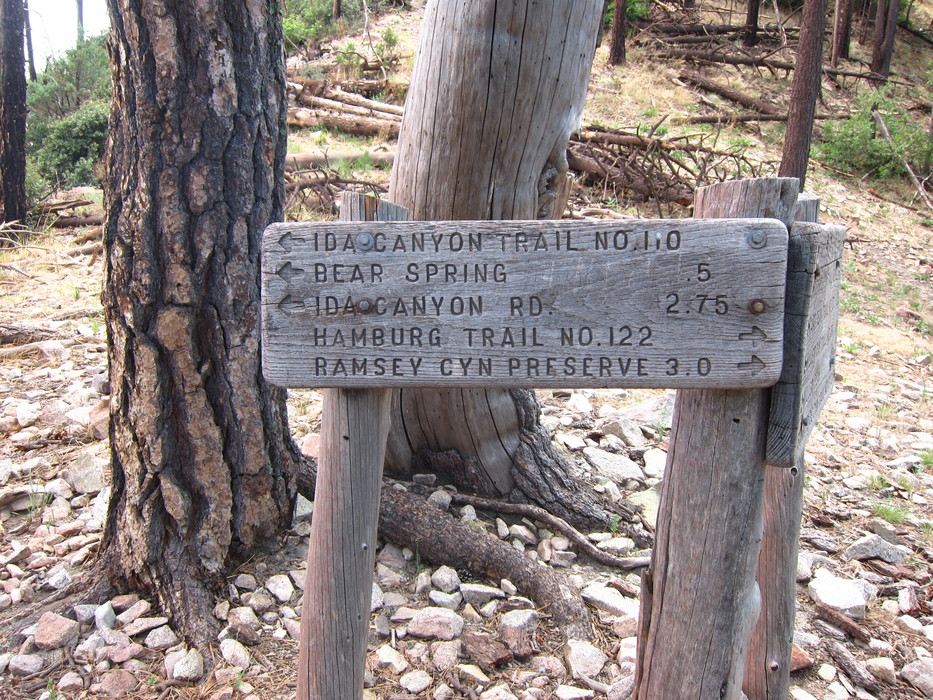 ← IDA CANYON TRAIL NO.110
← BEAR SPRING .5
← IDA CANYON RD. 2.75
HAMBURG TRAIL NO.122 →
RAMSEY CYN PRESERVE 3.0 →